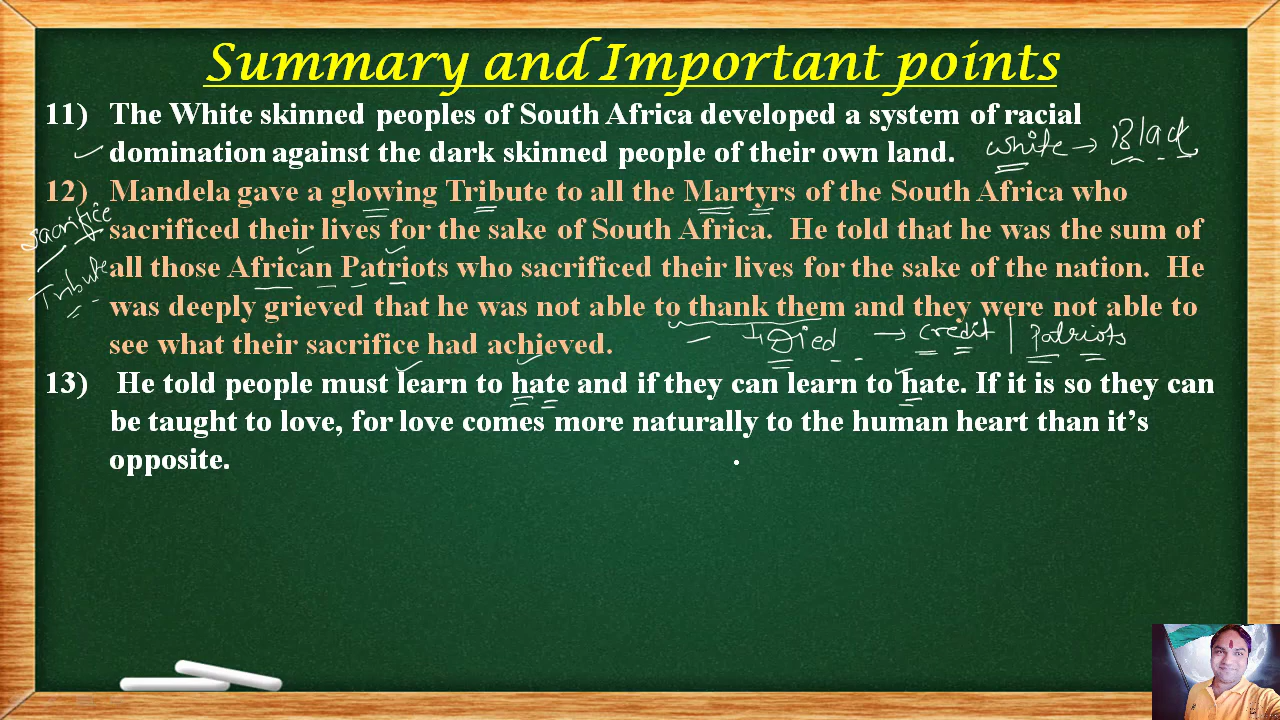 Summary and Important points
11) The White skinned peoples of South Africa developed a system of racial
domination against the dark skinned people of their own land.
white → Black
12) Mandela gave a glowing Tribute to all the Martyrs of the South Africa who
sacrificed their lives for the sake of South Africa. He told that he was the sum of
Sacrifice
all those African Patriots who sacrificed their lives for the sake of the nation. He
Tribute
was deeply grieved that he was not able to thank them and they were not able to
see what their sacrifice had achieved.
Died → credit | Patriots
13) He told people must learn to hate and if they can learn to hate. If it is so they can
be taught to love, for love comes more naturally to the human heart than it's
opposite.